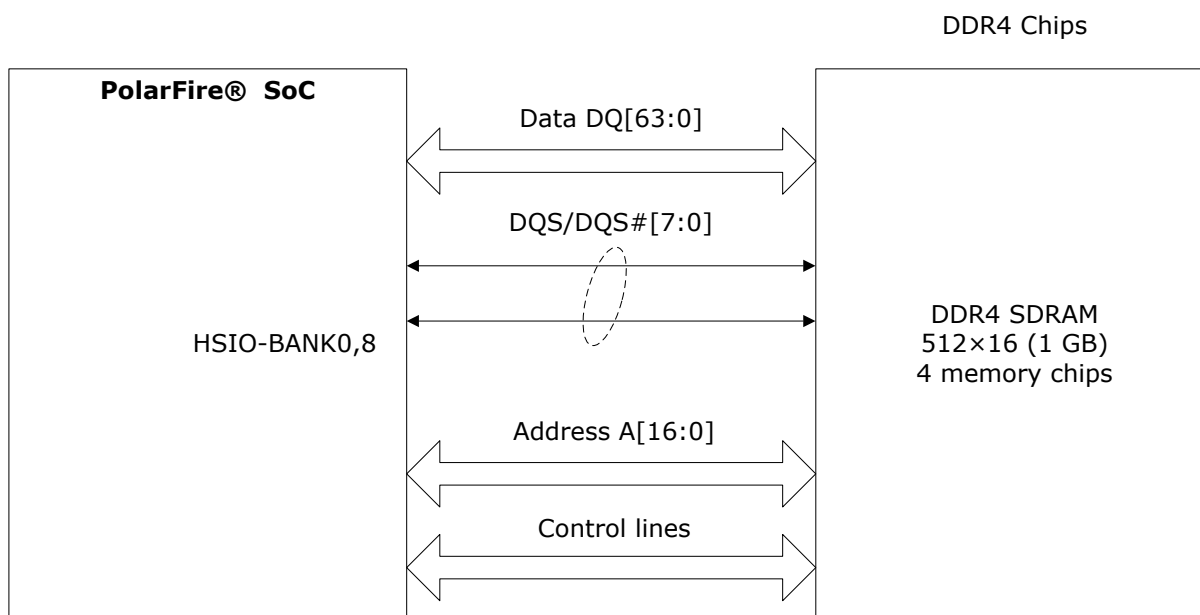 DDR4 Chips
PolarFire® SoC
Data DQ[63:0]
DQS/DQS#[7:0]
HSIO-BANK0,8
DDR4 SDRAM
512×16 (1 GB)
4 memory chips
Address A[16:0]
Control lines